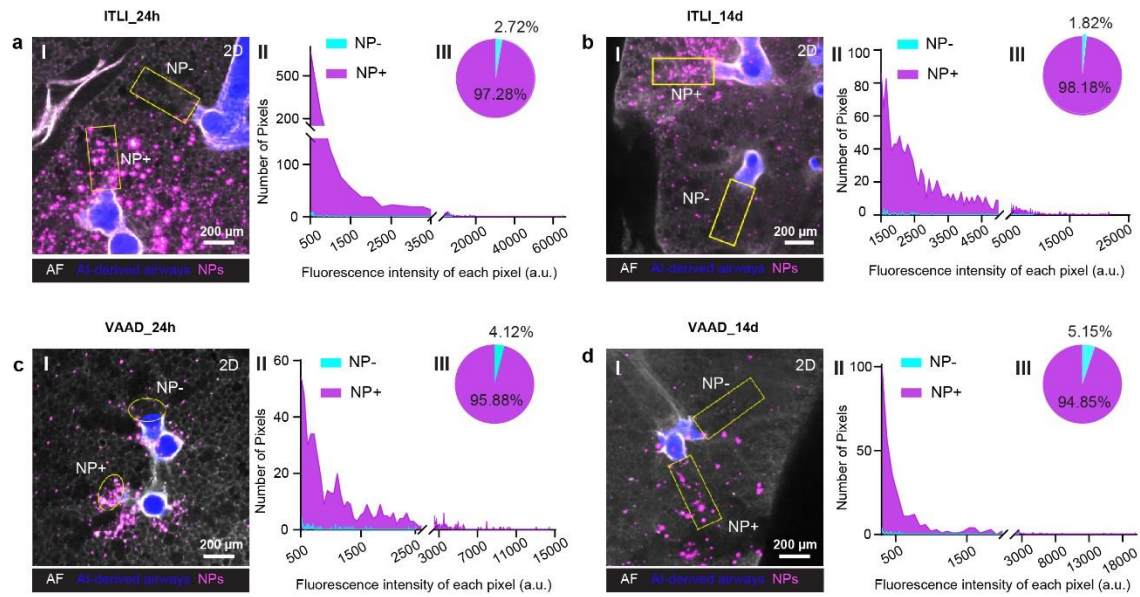 ITLI_24h
a
I
2D
NP-
NP+
200 µm
AF AI-derived airways NPs
II
NP-
NP+
III
2.72%
97.28%
Number of Pixels
800
500
200
100
0
500 1500 2500 3500 20000 40000 60000
Fluorescence intensity of each pixel (a.u.)
ITLI_14d
b
I
2D
NP+
NP-
200 µm
AF AI-derived airways NPs
II
NP-
NP+
III
1.82%
98.18%
Number of Pixels
100
80
60
40
20
0
1500 2500 3500 4500 5000 15000 25000
Fluorescence intensity of each pixel (a.u.)
VAAD_24h
c
I
2D
NP-
NP+
200 µm
AF AI-derived airways NPs
II
NP-
NP+
III
4.12%
95.88%
Number of Pixels
60
40
20
0
500 1500 2500 3000 7000 11000 15000
Fluorescence intensity of each pixel (a.u.)
VAAD_14d
d
I
2D
NP-
NP+
200 µm
AF AI-derived airways NPs
II
NP-
NP+
III
5.15%
94.85%
Number of Pixels
100
50
0
500 1500 3000 8000 13000 18000
Fluorescence intensity of each pixel (a.u.)